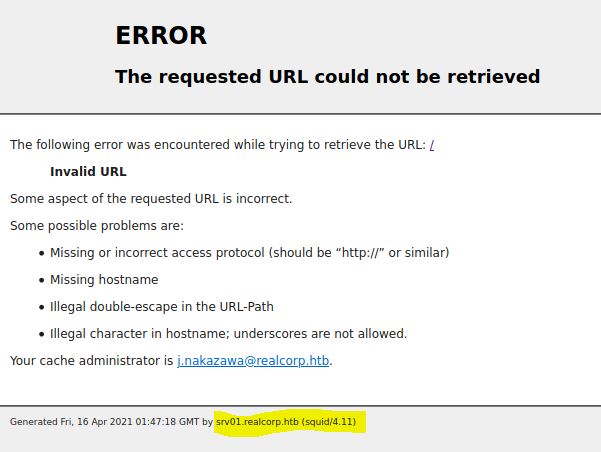 ERROR
The requested URL could not be retrieved
The following error was encountered while trying to retrieve the URL: /
Invalid URL
Some aspect of the requested URL is incorrect.
Some possible problems are:
• Missing or incorrect access protocol (should be “http://” or similar)
• Missing hostname
• Illegal double-escape in the URL-Path
• Illegal character in hostname; underscores are not allowed.
Your cache administrator is j.nakazawa@realcorp.htb.
Generated Fri, 16 Apr 2021 01:47:18 GMT by srv01.realcorp.htb (squid/4.11)